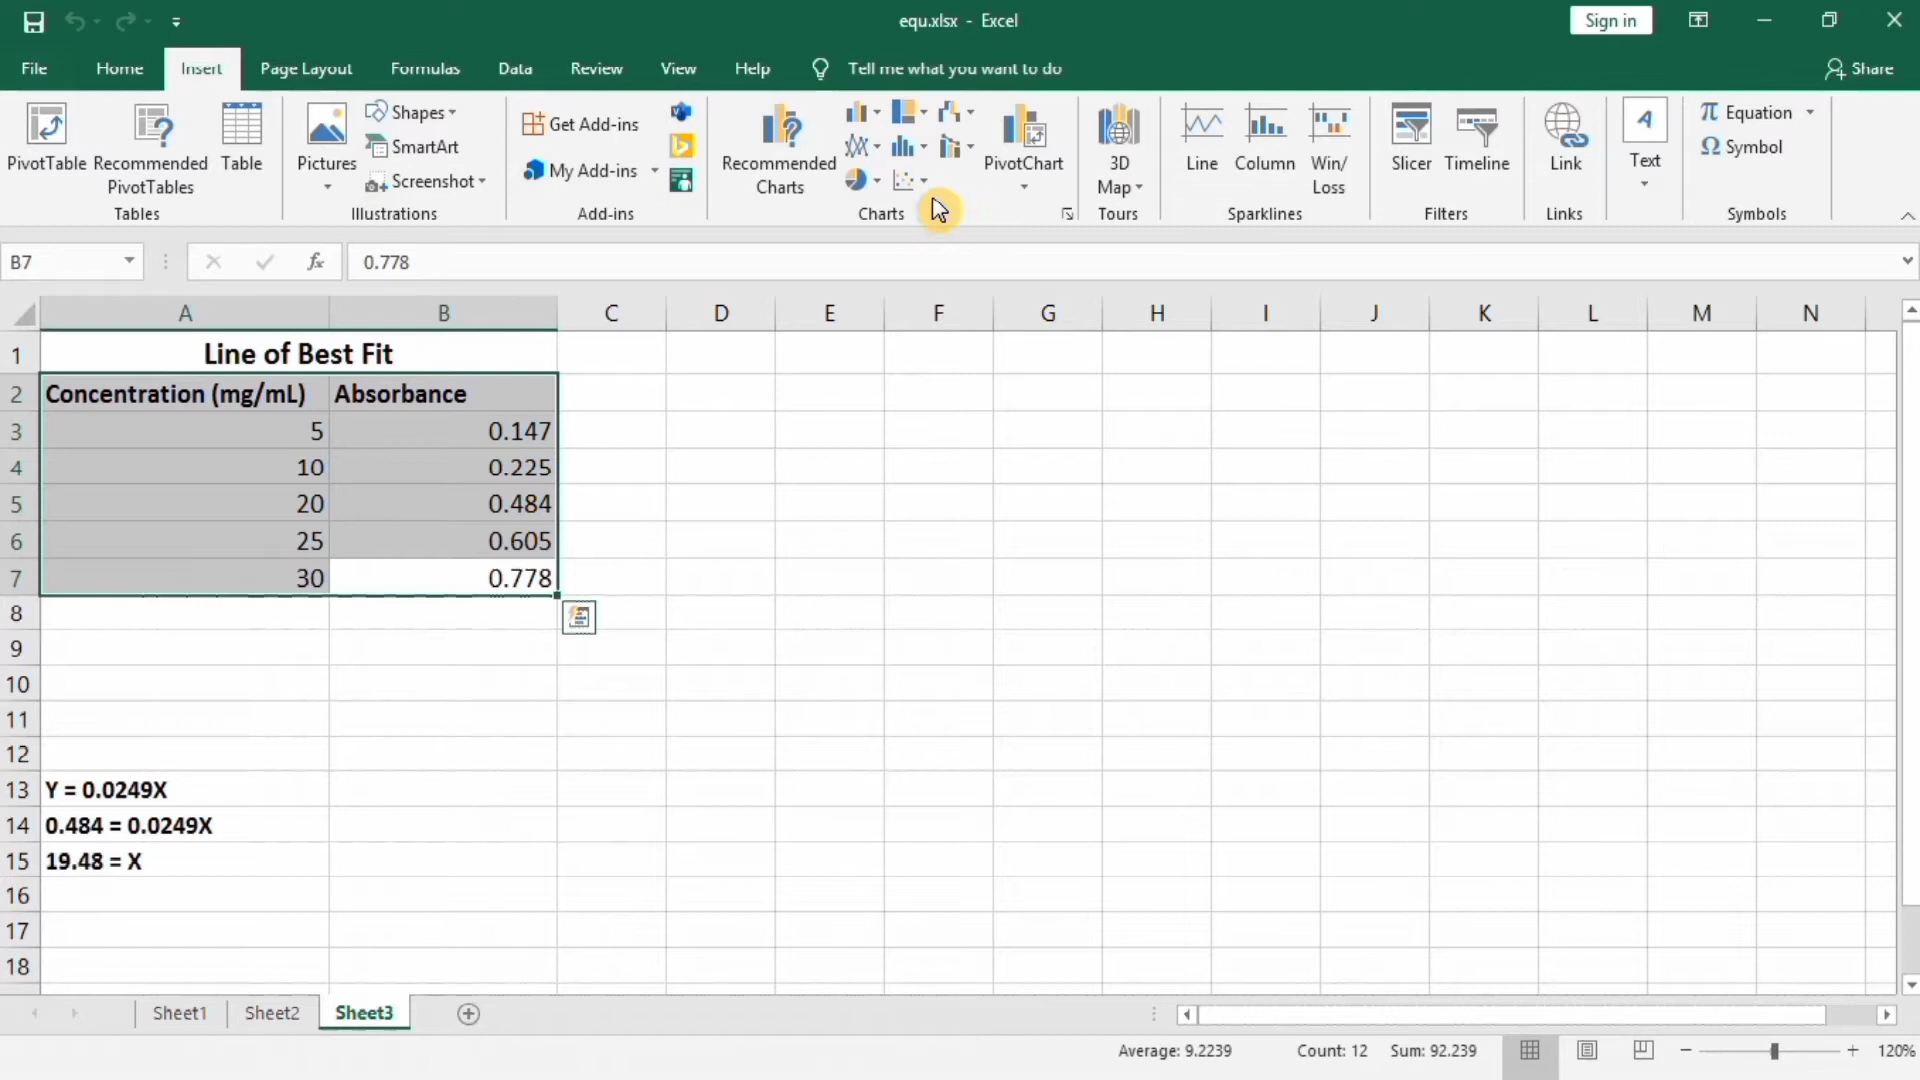 equ.xlsx - Excel
Sign in
File Home Insert Page Layout Formulas Data Review View Help Tell me what you want to do Share
PivotTable
Recommended
PivotTables
Table
Tables
Pictures
Shapes
SmartArt
Screenshot
Illustrations
Get Add-ins
My Add-ins
Add-ins
Recommended
Charts
PivotChart
Charts
3D
Map
Tours
Line
Column
Win/
Loss
Sparklines
Slicer
Timeline
Filters
Link
Links
A
Text
π Equation
Ω Symbol
Symbols
B7 fx 0.778
A B C D E F G H I J K L M N
1 Line of Best Fit
2 Concentration (mg/mL) Absorbance
3 5 0.147
4 10 0.225
5 20 0.484
6 25 0.605
7 30 0.778
8
9
10
11
12
13 Y = 0.0249X
14 0.484 = 0.0249X
15 19.48 = X
16
17
18
Sheet1 Sheet2 Sheet3
Average: 9.2239 Count: 12 Sum: 92.239 120%